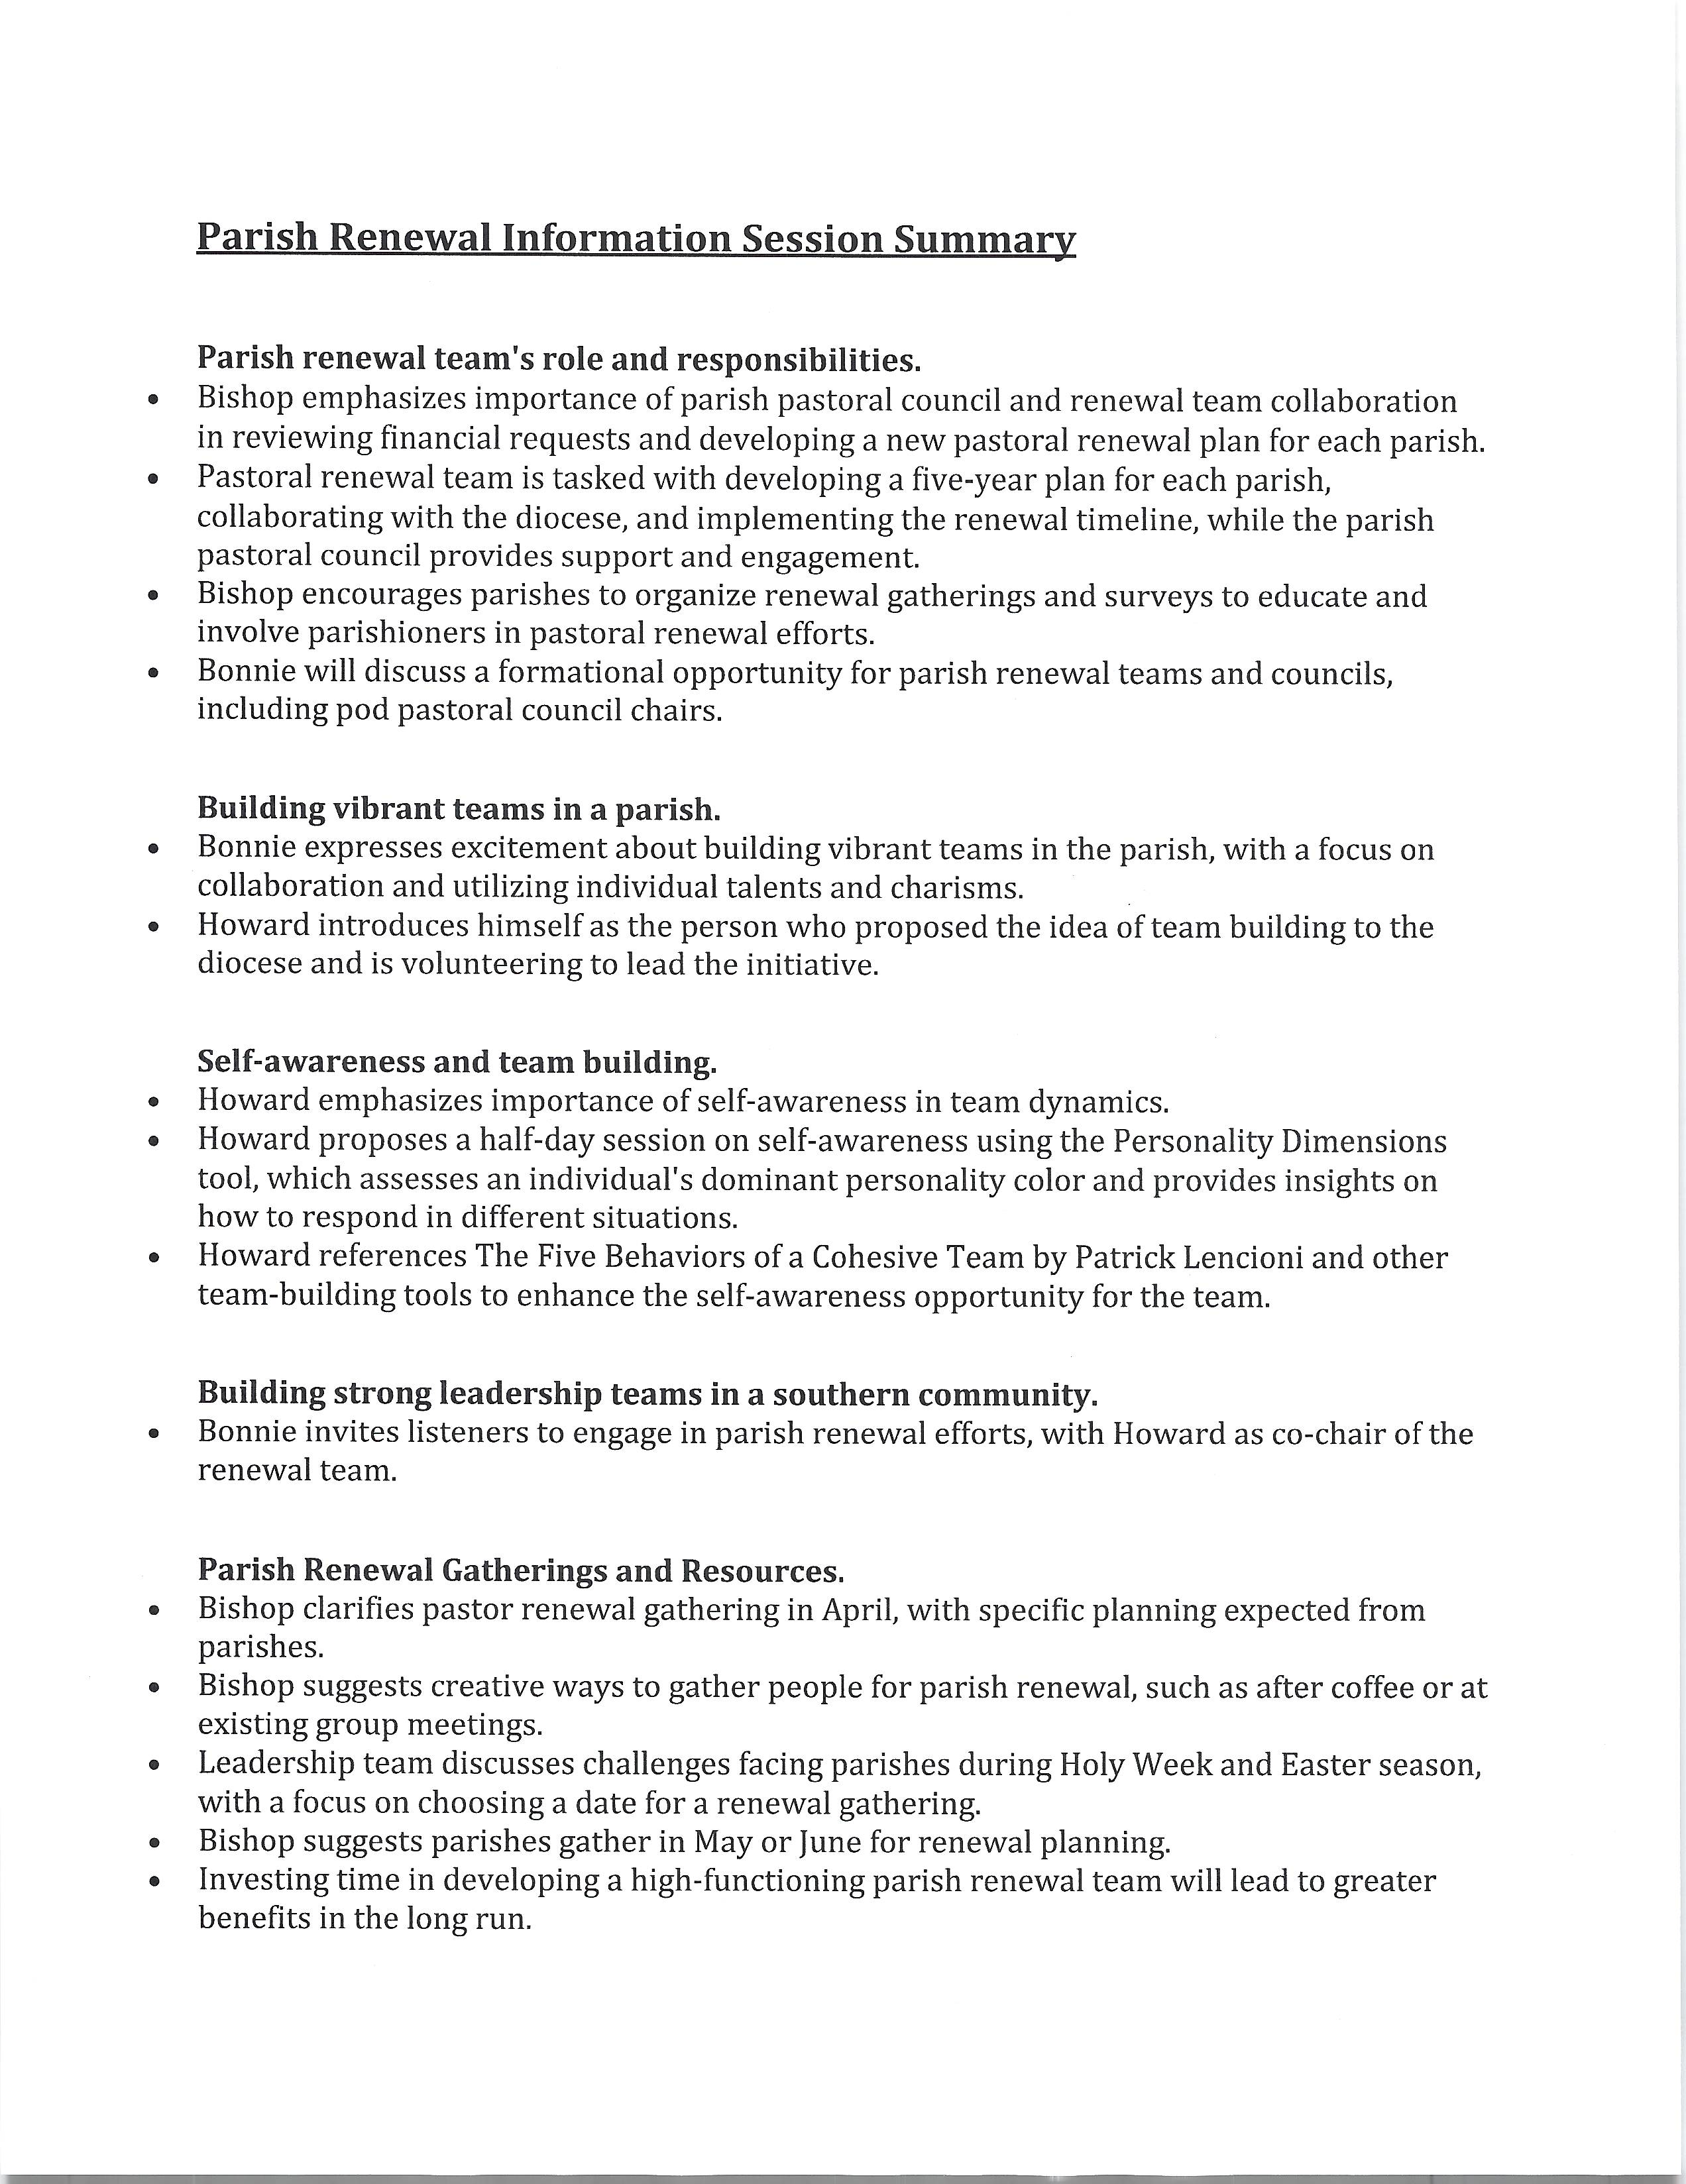 Parish Renewal Information Session Summary
Parish renewal team's role and responsibilities.
• Bishop emphasizes importance of parish pastoral council and renewal team collaboration
in reviewing financial requests and developing a new pastoral renewal plan for each parish.
• Pastoral renewal team is tasked with developing a five-year plan for each parish,
collaborating with the diocese, and implementing the renewal timeline, while the parish
pastoral council provides support and engagement.
• Bishop encourages parishes to organize renewal gatherings and surveys to educate and
involve parishioners in pastoral renewal efforts.
• Bonnie will discuss a formational opportunity for parish renewal teams and councils,
including pod pastoral council chairs.
Building vibrant teams in a parish.
• Bonnie expresses excitement about building vibrant teams in the parish, with a focus on
collaboration and utilizing individual talents and charisms.
• Howard introduces himself as the person who proposed the idea of team building to the
diocese and is volunteering to lead the initiative.
Self-awareness and team building.
• Howard emphasizes importance of self-awareness in team dynamics.
• Howard proposes a half-day session on self-awareness using the Personality Dimensions
tool, which assesses an individual's dominant personality color and provides insights on
how to respond in different situations.
• Howard references The Five Behaviors of a Cohesive Team by Patrick Lencioni and other
team-building tools to enhance the self-awareness opportunity for the team.
Building strong leadership teams in a southern community.
• Bonnie invites listeners to engage in parish renewal efforts, with Howard as co-chair of the
renewal team.
Parish Renewal Gatherings and Resources.
• Bishop clarifies pastor renewal gathering in April, with specific planning expected from
parishes.
• Bishop suggests creative ways to gather people for parish renewal, such as after coffee or at
existing group meetings.
• Leadership team discusses challenges facing parishes during Holy Week and Easter season,
with a focus on choosing a date for a renewal gathering.
• Bishop suggests parishes gather in May or June for renewal planning.
• Investing time in developing a high-functioning parish renewal team will lead to greater
benefits in the long run.